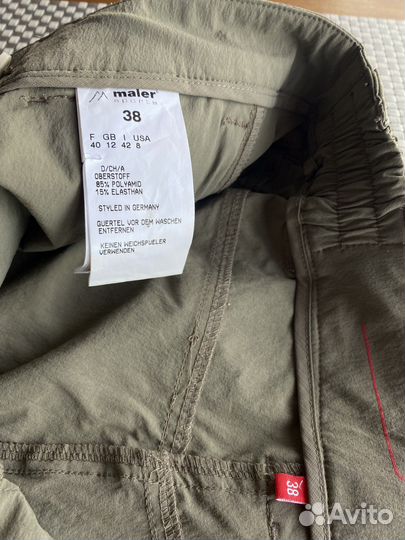 maier
sports
38
F GB I USA
40 12 42 8
D/CH/A
OBERSTOFF
85% POLYAMID
15% ELASTHAN
STYLED IN GERMANY
GUERTEL VOR DEM WASCHEN
ENTFERNEN
KEINEN WEICHSPUELER
VERWENDEN
38
Avito